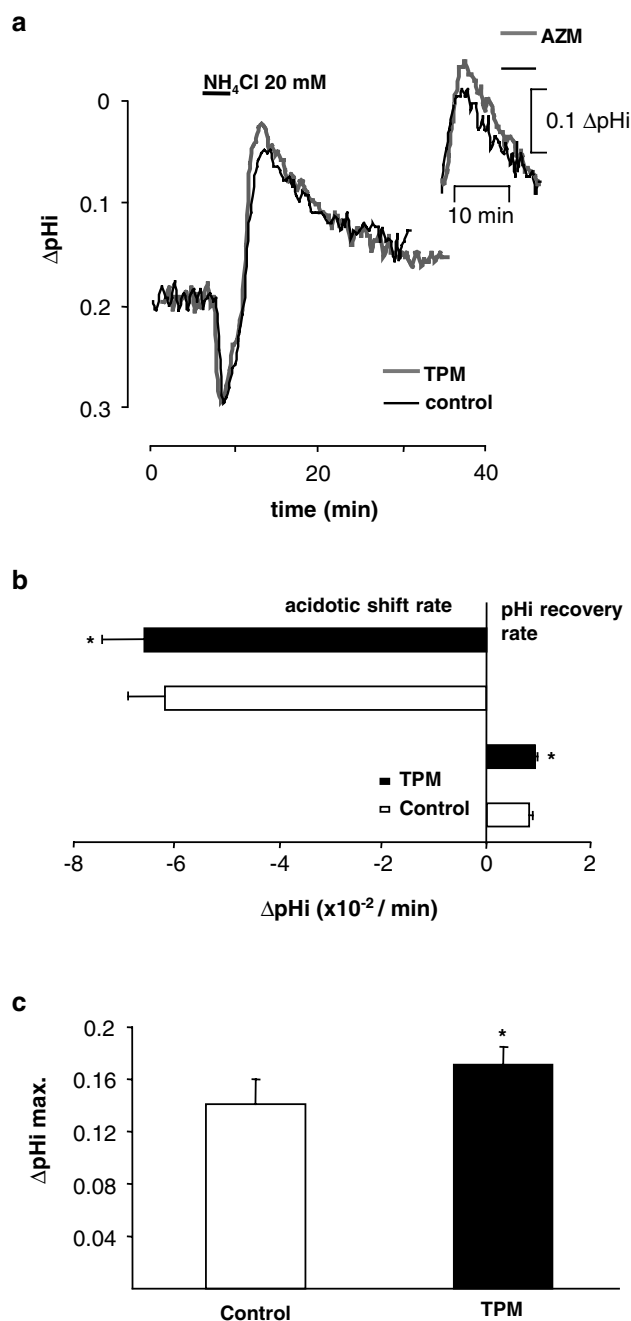 a
AZM
NH₄Cl 20 mM
0
0.1 ΔpHi
0.1
10 min
ΔpHi
0.2
TPM
control
0.3
0
20
40
time (min)
b
acidotic shift rate
pHi recovery
rate
*
*
TPM
Control
-8
-6
-4
-2
0
2
ΔpHi (x10⁻² / min)
c
0.2
*
0.16
ΔpHi max.
0.12
0.08
0.04
Control
TPM